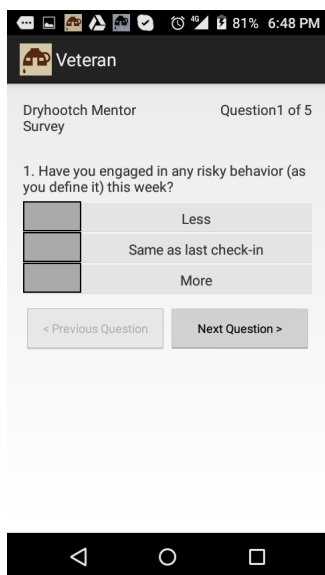 4G 81% 6:48 PM
Veteran
Dryhootch Mentor Question1 of 5
Survey
1. Have you engaged in any risky behavior (as
you define it) this week?
Less
Same as last check-in
More
< Previous Question Next Question >